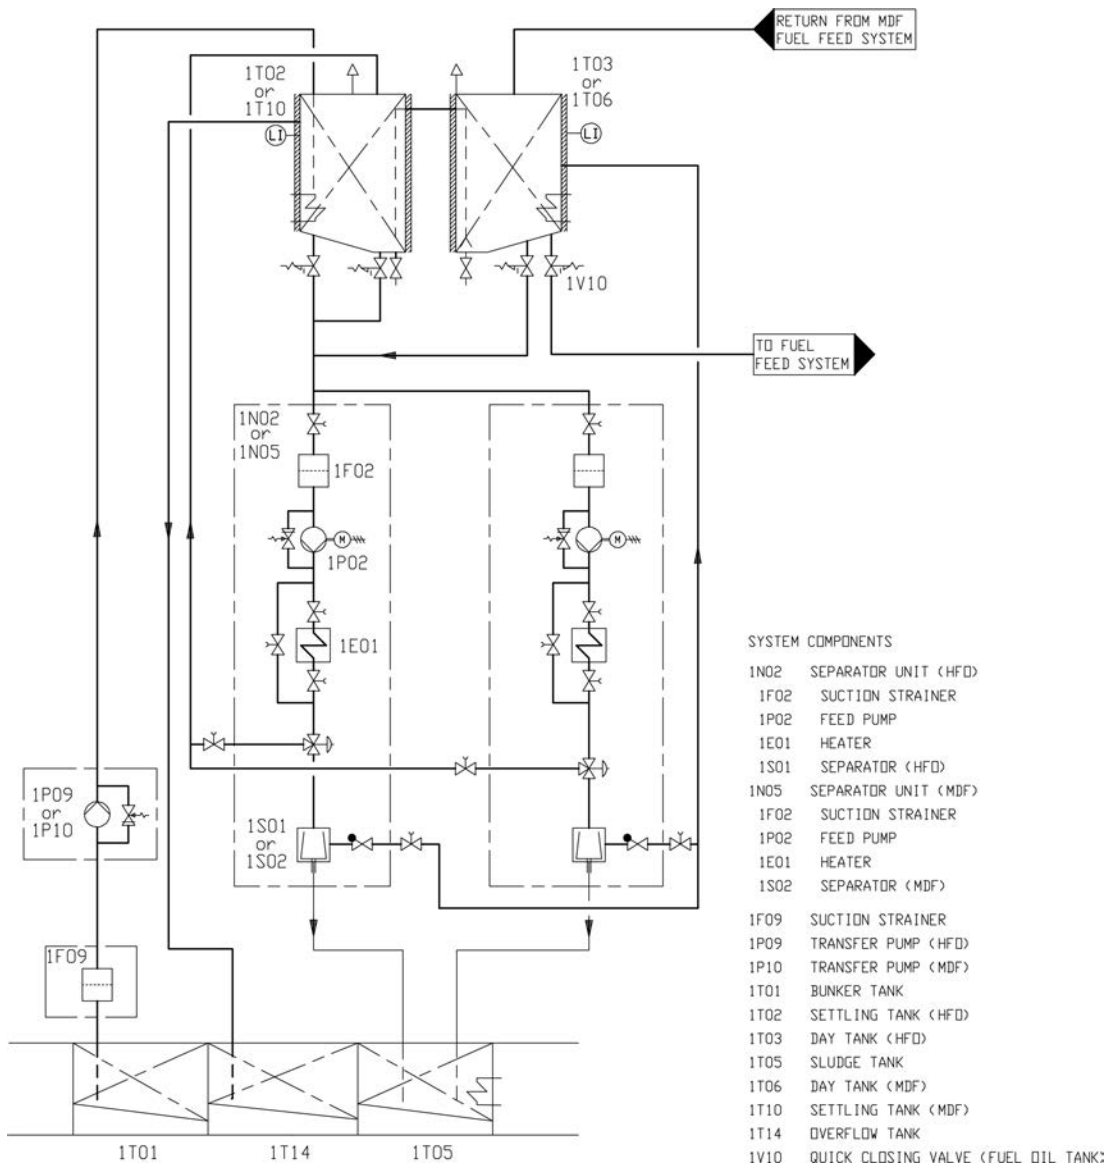 RETURN FROM MDF
FUEL FEED SYSTEM
1T02
or
1T10
1T03
or
1T06
LI
LI
1V10
TO FUEL
FEED SYSTEM
1N02
or
1N05
1F02
M
M
1P02
1E01
1P09
or
1P10
1S01
or
1S02
1F09
1T01
1T14
1T05
SYSTEM COMPONENTS
1N02 SEPARATOR UNIT (HFO)
1F02 SUCTION STRAINER
1P02 FEED PUMP
1E01 HEATER
1S01 SEPARATOR (HFO)
1N05 SEPARATOR UNIT (MDF)
1F02 SUCTION STRAINER
1P02 FEED PUMP
1E01 HEATER
1S02 SEPARATOR (MDF)
1F09 SUCTION STRAINER
1P09 TRANSFER PUMP (HFO)
1P10 TRANSFER PUMP (MDF)
1T01 BUNKER TANK
1T02 SETTLING TANK (HFO)
1T03 DAY TANK (HFO)
1T05 SLUDGE TANK
1T06 DAY TANK (MDF)
1T10 SETTLING TANK (MDF)
1T14 OVERFLOW TANK
1V10 QUICK CLOSING VALVE (FUEL OIL TANK)